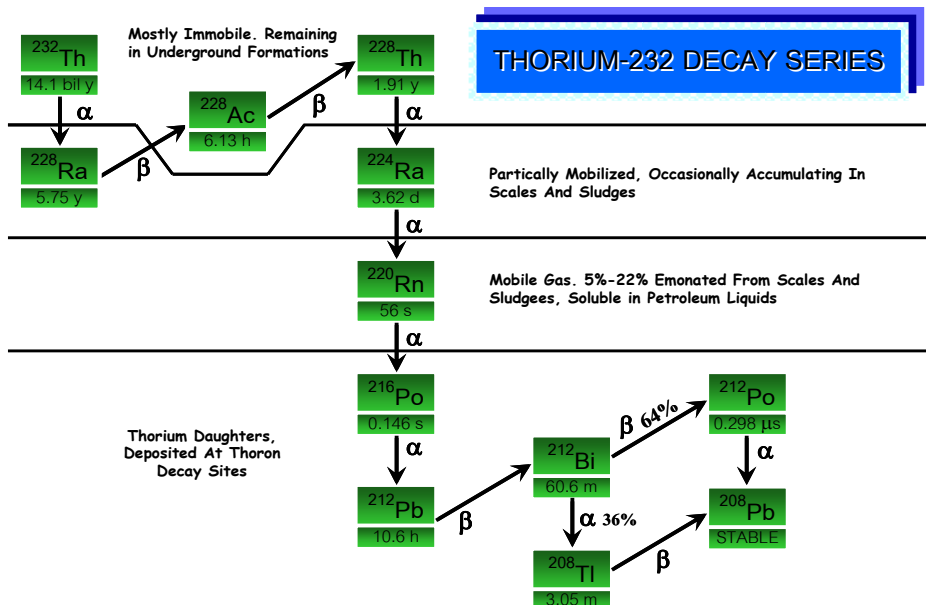 THORIUM-232 DECAY SERIES
Mostly Immobile. Remaining
in Underground Formations
232Th
14.1 bil y
α
228Ra
5.75 y
β
228Ac
6.13 h
β
228Th
1.91 y
α
224Ra
3.62 d
Partically Mobilized, Occasionally Accumulating In
Scales And Sludges
α
220Rn
56 s
Mobile Gas. 5%-22% Emonated From Scales And
Sludgees, Soluble in Petroleum Liquids
α
216Po
0.146 s
Thorium Daughters,
Deposited At Thoron
Decay Sites
α
212Pb
10.6 h
β
212Bi
60.6 m
β 64%
212Po
0.298 µs
α
α 36%
208Tl
3.05 m
β
208Pb
STABLE